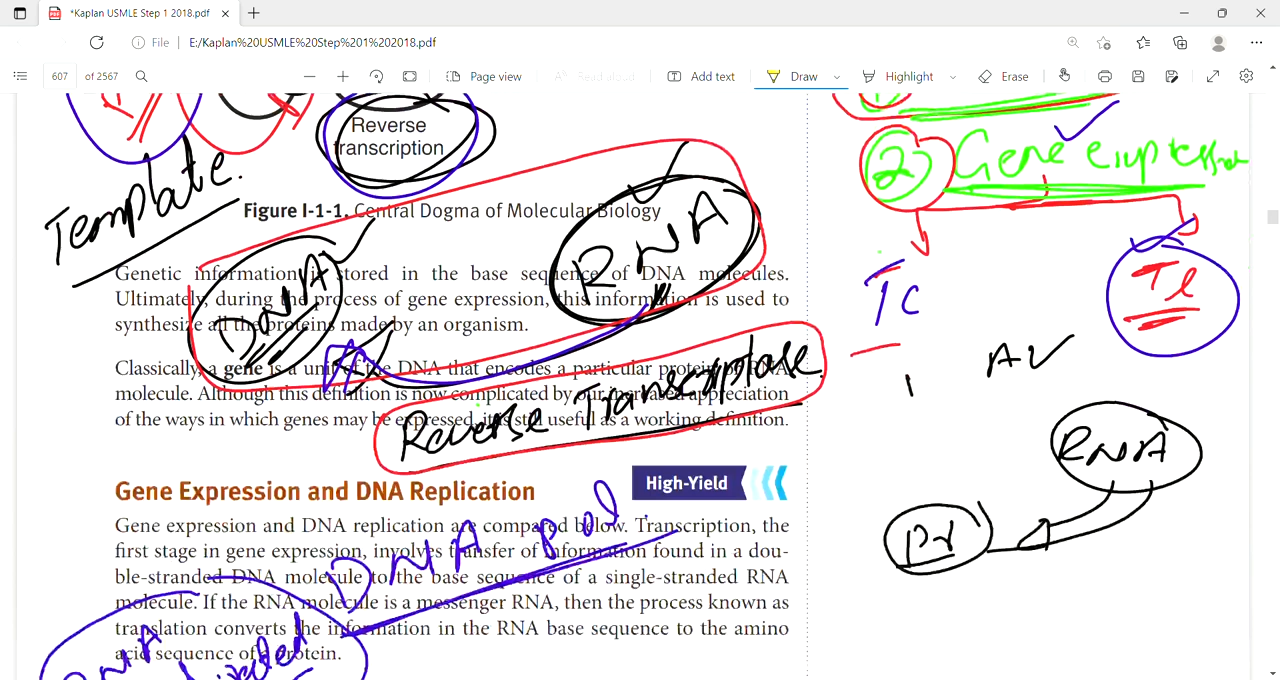 *Kaplan USMLE Step 1 2018.pdf
File E:/Kaplan%20USMLE%20Step%201%202018.pdf
607 of 2567 Page view Read aloud Add text Draw Highlight Erase
Reverse
transcription
Template.
2) Gene expression
Figure I-1-1. Central Dogma of Molecular Biology
DNA
RNA
TC
Tl
Genetic information is stored in the base sequence of DNA molecules.
Ultimately, during the process of gene expression, this information is used to
synthesize all the proteins made by an organism.
Classically, a gene is a unit of the DNA that encodes a particular protein or RNA
molecule. Although this definition is now complicated by our increased appreciation
of the ways in which genes may be expressed, it is still useful as a working definition.
Reverse Transcriptase
RNA
Pr
Gene Expression and DNA Replication
High-Yield
Gene expression and DNA replication are compared below. Transcription, the
first stage in gene expression, involves transfer of information found in a dou-
ble-stranded DNA molecule to the base sequence of a single-stranded RNA
molecule. If the RNA molecule is a messenger RNA, then the process known as
translation converts the information in the RNA base sequence to the amino
acid sequence of a protein.
DNA Pol
RNA